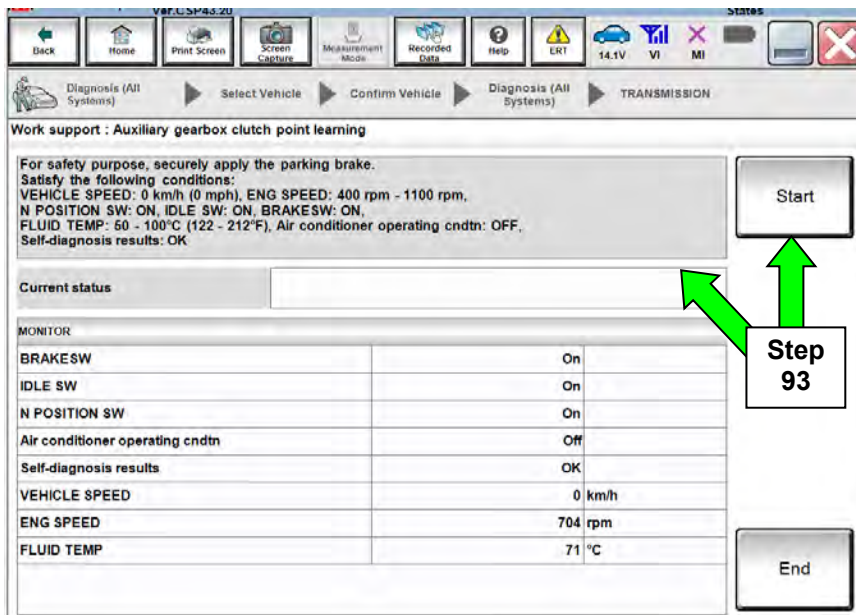 Ver.CSP43.20
States
Back
Home
Print Screen
Screen Capture
Measurement Mode
Recorded Data
Help
ERT
14.1V
VI
MI
Diagnosis (All Systems)
Select Vehicle
Confirm Vehicle
Diagnosis (All Systems)
TRANSMISSION
Work support : Auxiliary gearbox clutch point learning
For safety purpose, securely apply the parking brake.
Satisfy the following conditions:
VEHICLE SPEED: 0 km/h (0 mph), ENG SPEED: 400 rpm - 1100 rpm,
N POSITION SW: ON, IDLE SW: ON, BRAKESW: ON,
FLUID TEMP: 50 - 100°C (122 - 212°F), Air conditioner operating cndtn: OFF,
Self-diagnosis results: OK
Start
Current status
Step
93
MONITOR
BRAKESW On
IDLE SW On
N POSITION SW On
Air conditioner operating cndtn Off
Self-diagnosis results OK
VEHICLE SPEED 0 km/h
ENG SPEED 704 rpm
FLUID TEMP 71 °C
End